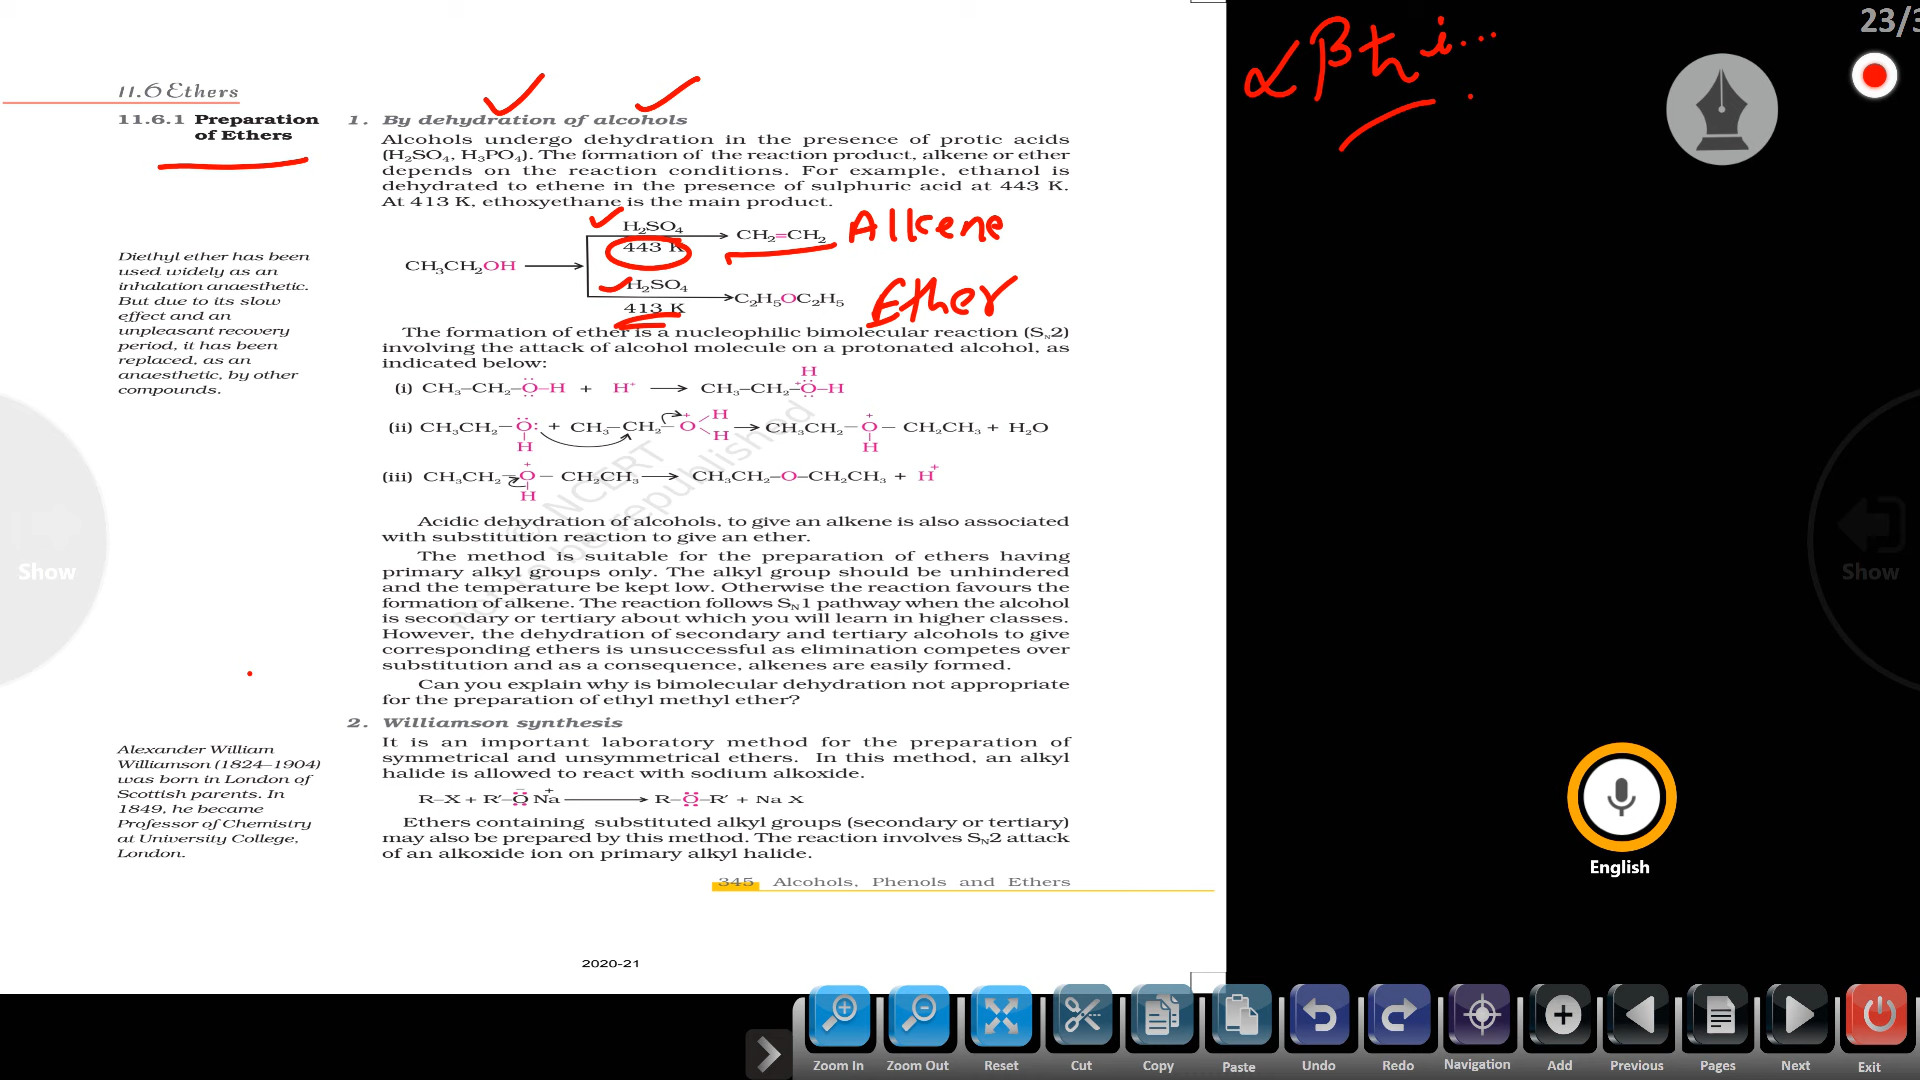 αβh i...
23/3
11.6 Ethers
11.6.1 Preparation
of Ethers
1. By dehydration of alcohols
Alcohols undergo dehydration in the presence of protic acids
(H₂SO₄, H₃PO₄). The formation of the reaction product, alkene or ether
depends on the reaction conditions. For example, ethanol is
dehydrated to ethene in the presence of sulphuric acid at 443 K.
At 413 K, ethoxyethane is the main product.
H₂SO₄
443 K
CH₂=CH₂ Alkene
CH₃CH₂OH
H₂SO₄
413 K
C₂H₅OC₂H₅ Ether
Diethyl ether has been
used widely as an
inhalation anaesthetic.
But due to its slow
effect and an
unpleasant recovery
period, it has been
replaced, as an
anaesthetic, by other
compounds.
The formation of ether is a nucleophilic bimolecular reaction (SN2)
involving the attack of alcohol molecule on a protonated alcohol, as
indicated below:
H
(i) CH₃–CH₂–Ö–H + H⁺ → CH₃–CH₂–O⁺–H
(ii) CH₃CH₂–Ö: + CH₃–CH₂–O⁺ H → CH₃CH₂–O⁺–CH₂CH₃ + H₂O
H H H
(iii) CH₃CH₂–O⁺–CH₂CH₃ → CH₃CH₂–O–CH₂CH₃ + H⁺
H
© NCERT
not to be republished
Acidic dehydration of alcohols, to give an alkene is also associated
with substitution reaction to give an ether.
The method is suitable for the preparation of ethers having
primary alkyl groups only. The alkyl group should be unhindered
and the temperature be kept low. Otherwise the reaction favours the
formation of alkene. The reaction follows SN1 pathway when the alcohol
is secondary or tertiary about which you will learn in higher classes.
However, the dehydration of secondary and tertiary alcohols to give
corresponding ethers is unsuccessful as elimination competes over
substitution and as a consequence, alkenes are easily formed.
Can you explain why is bimolecular dehydration not appropriate
for the preparation of ethyl methyl ether?
2. Williamson synthesis
It is an important laboratory method for the preparation of
symmetrical and unsymmetrical ethers. In this method, an alkyl
halide is allowed to react with sodium alkoxide.
R–X + R′–Ö⁻ Na⁺ → R–Ö–R′ + Na X
Ethers containing substituted alkyl groups (secondary or tertiary)
may also be prepared by this method. The reaction involves SN2 attack
of an alkoxide ion on primary alkyl halide.
Alexander William
Williamson (1824–1904)
was born in London of
Scottish parents. In
1849, he became
Professor of Chemistry
at University College,
London.
345 Alcohols, Phenols and Ethers
2020-21
Show
Show
English
Zoom In Zoom Out Reset Cut Copy Paste Undo Redo Navigation Add Previous Pages Next Exit